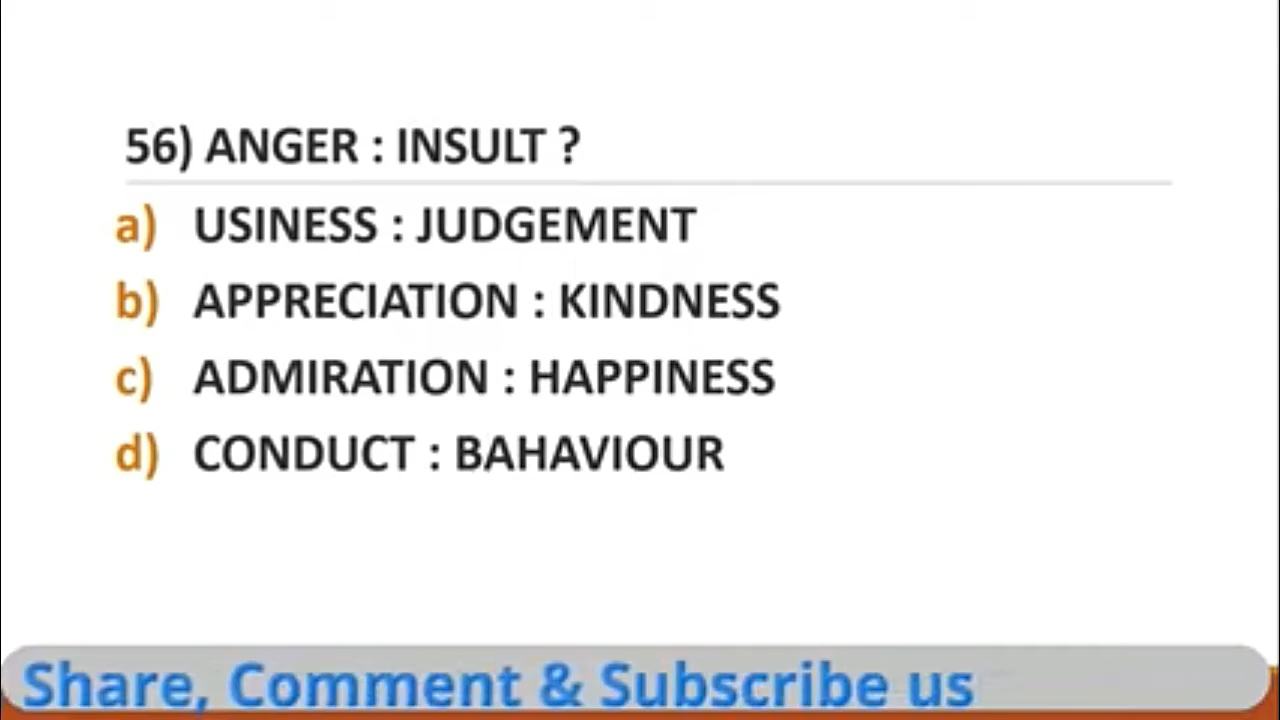 56) ANGER : INSULT ?
a) USINESS : JUDGEMENT
b) APPRECIATION : KINDNESS
c) ADMIRATION : HAPPINESS
d) CONDUCT : BAHAVIOUR
Share, Comment & Subscribe us